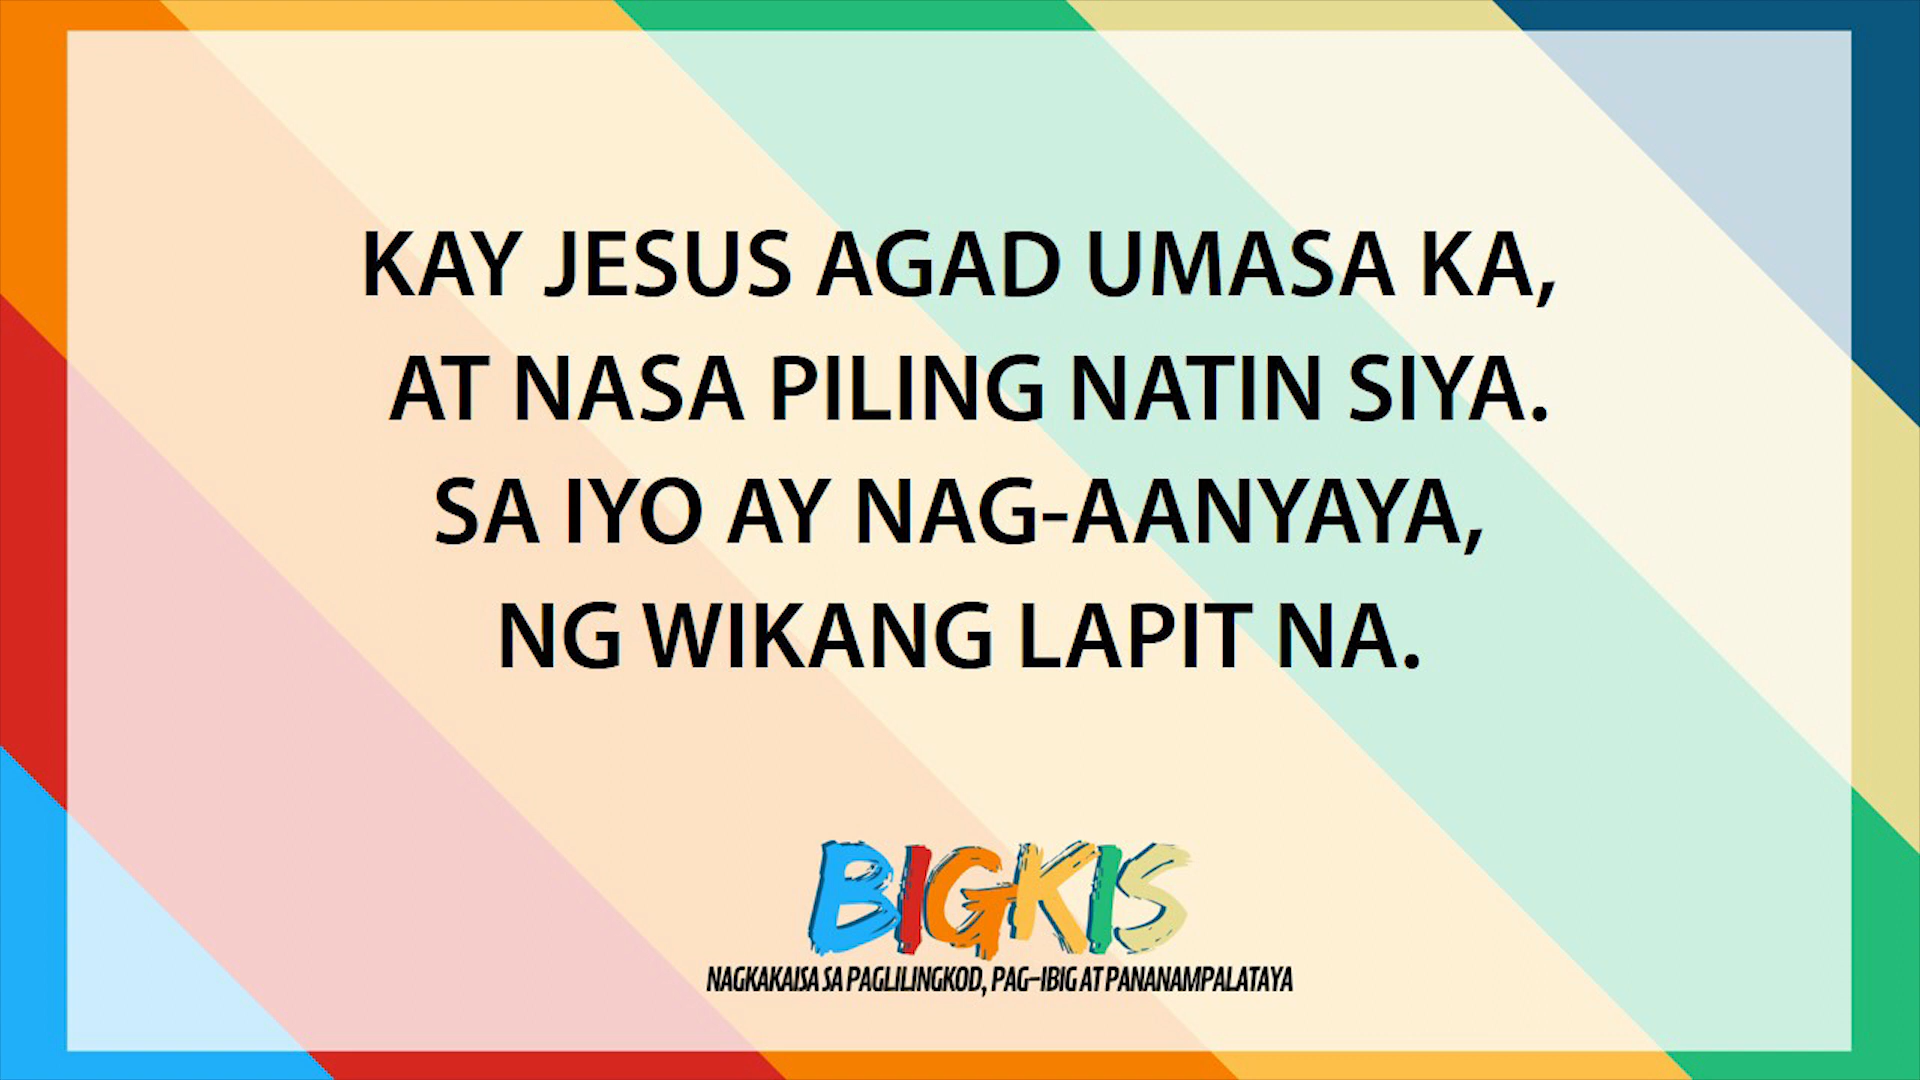 KAY JESUS AGAD UMASA KA,
AT NASA PILING NATIN SIYA.
SA IYO AY NAG-AANYAYA,
NG WIKANG LAPIT NA.
BIGKIS
NAGKAKAISA SA PAGLILINGKOD, PAG-IBIG AT PANANAMPALATAYA